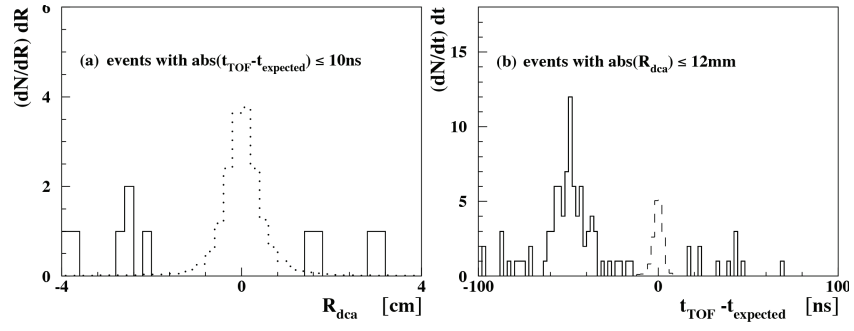 (dN/dR) dR
6
4
2
0
(a) events with abs(t_TOF-t_expected) ≤ 10ns
-4
0
4
R_dca [cm]
(dN/dt) dt
15
10
5
0
(b) events with abs(R_dca) ≤ 12mm
-100
0
100
t_TOF -t_expected [ns]